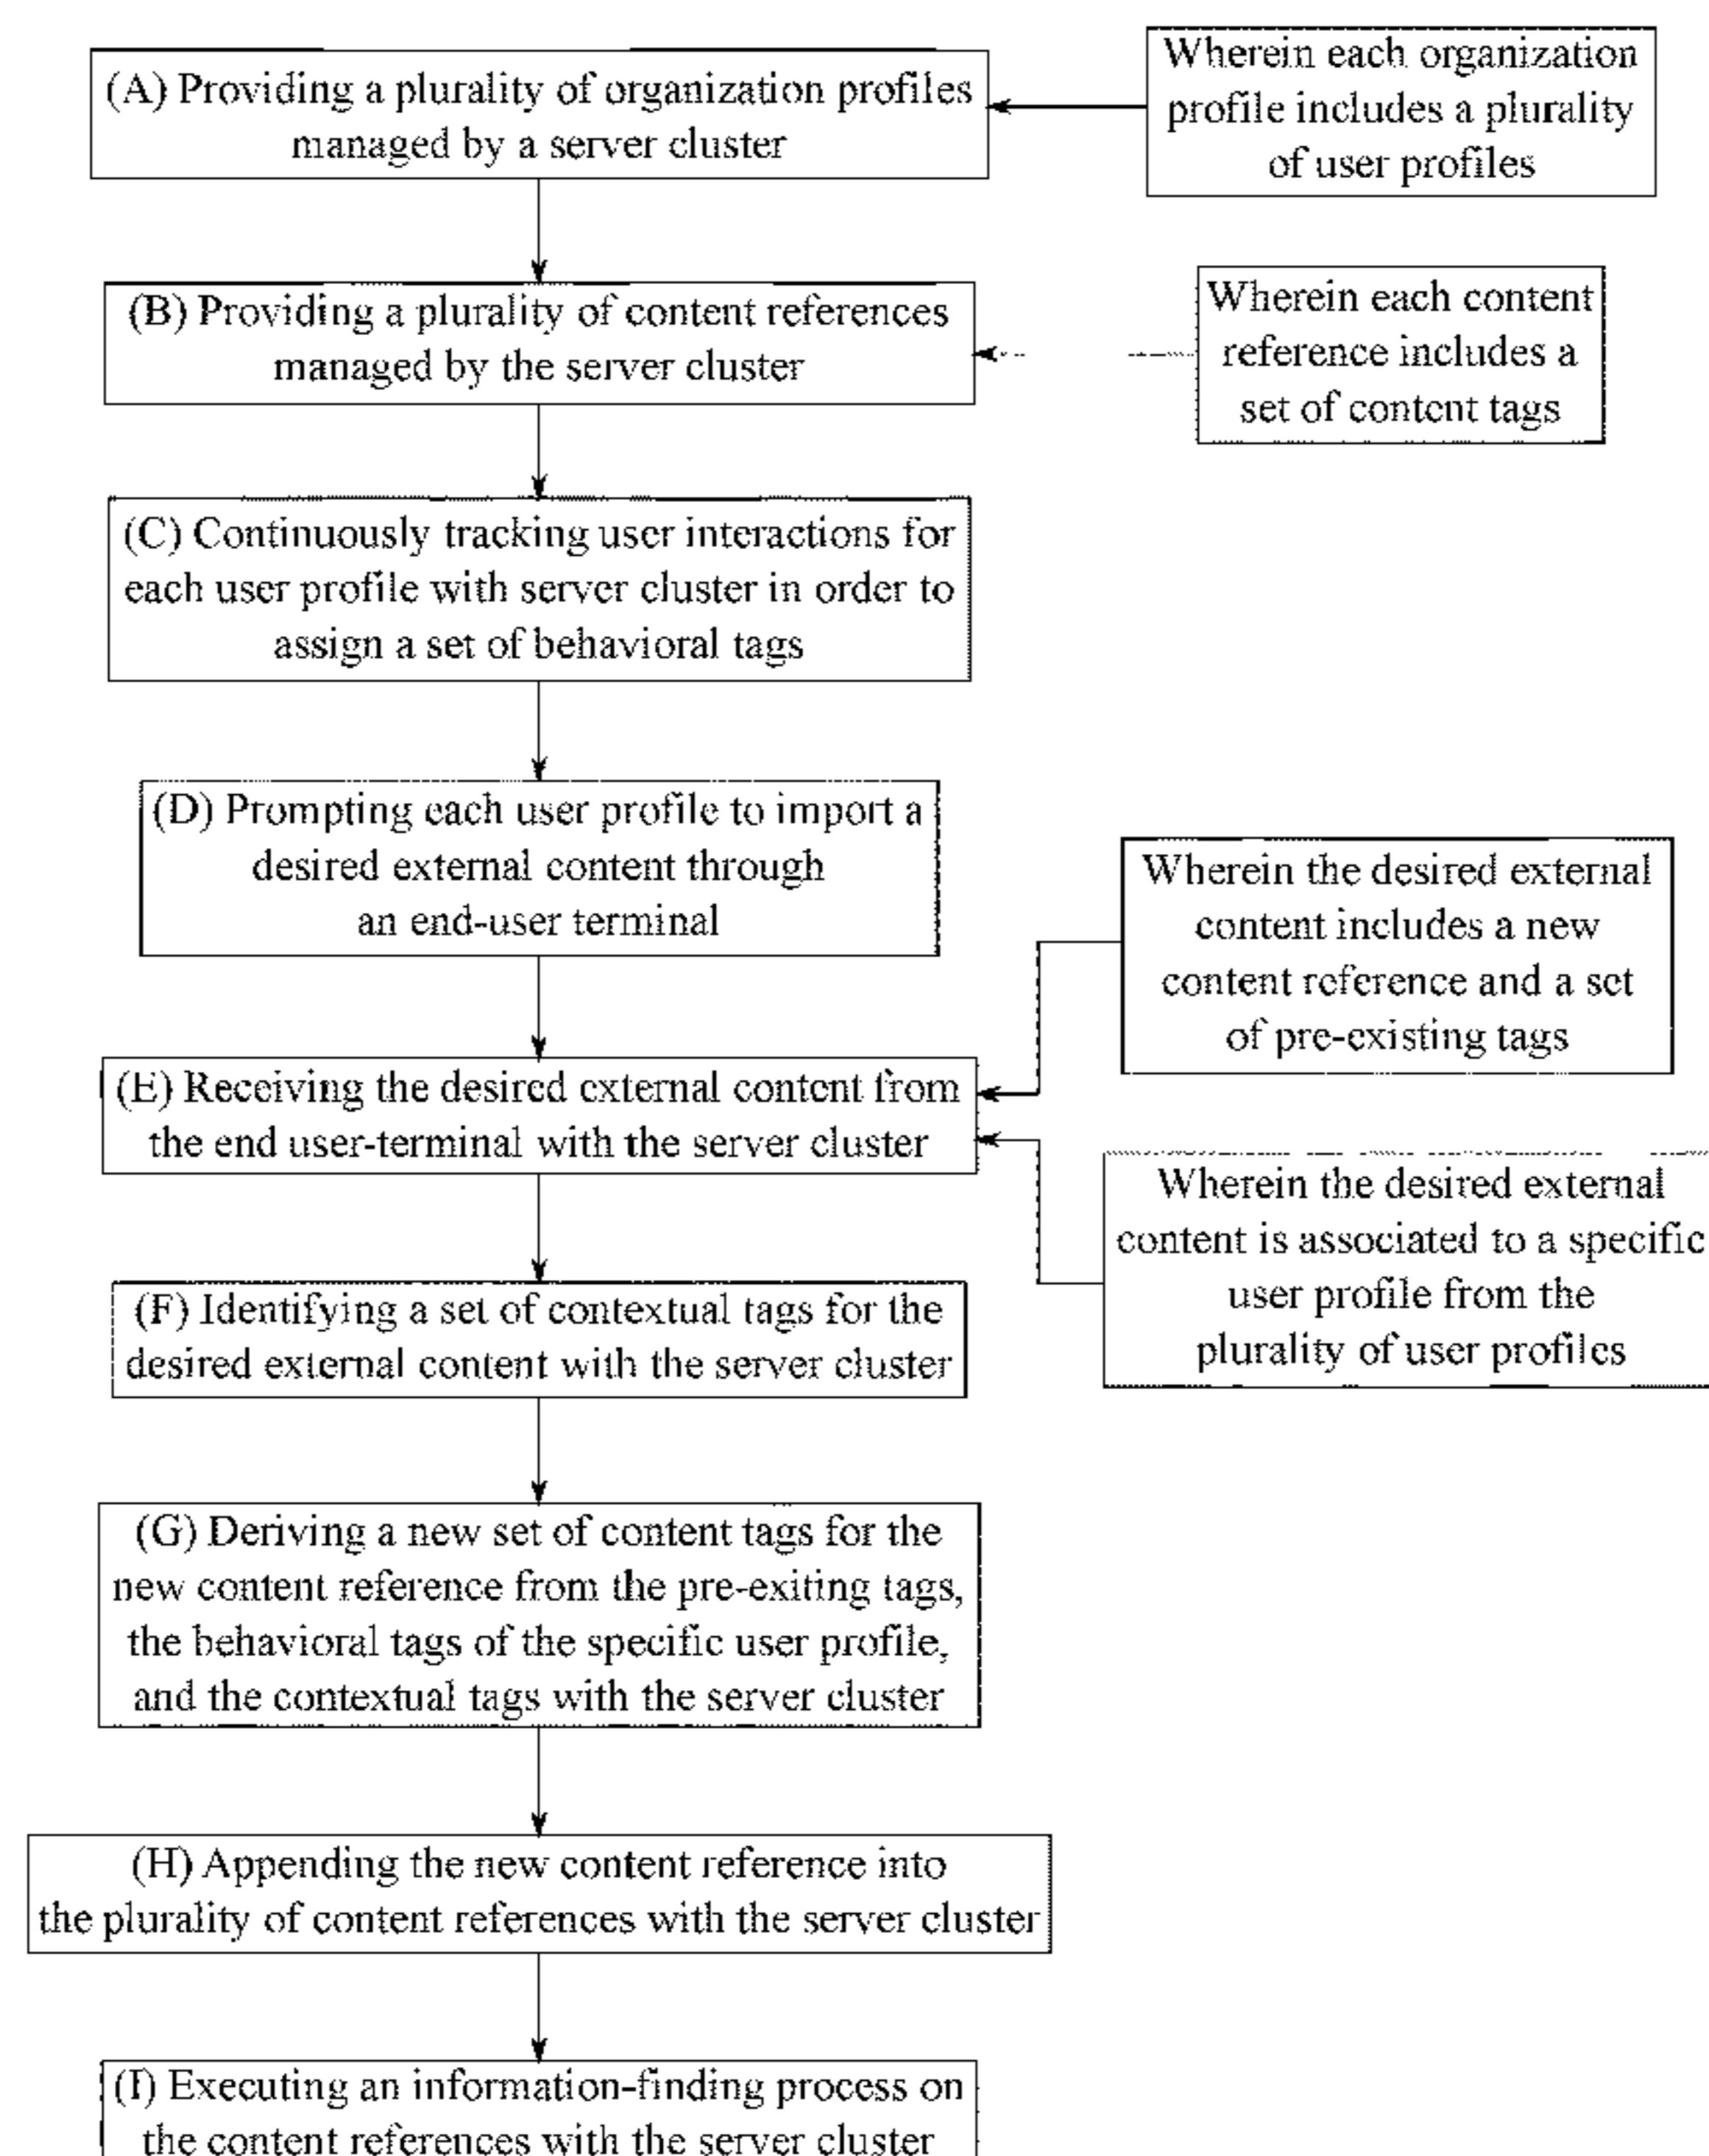 (A) Providing a plurality of organization profiles
managed by a server cluster
Wherein each organization
profile includes a plurality
of user profiles
(B) Providing a plurality of content references
managed by the server cluster
Wherein each content
reference includes a
set of content tags
(C) Continuously tracking user interactions for
each user profile with server cluster in order to
assign a set of behavioral tags
(D) Prompting each user profile to import a
desired external content through
an end-user terminal
Wherein the desired external
content includes a new
content reference and a set
of pre-existing tags
(E) Receiving the desired external content from
the end user-terminal with the server cluster
Wherein the desired external
content is associated to a specific
user profile from the
plurality of user profiles
(F) Identifying a set of contextual tags for the
desired external content with the server cluster
(G) Deriving a new set of content tags for the
new content reference from the pre-exiting tags,
the behavioral tags of the specific user profile,
and the contextual tags with the server cluster
(H) Appending the new content reference into
the plurality of content references with the server cluster
(I) Executing an information-finding process on
the content references with the server cluster